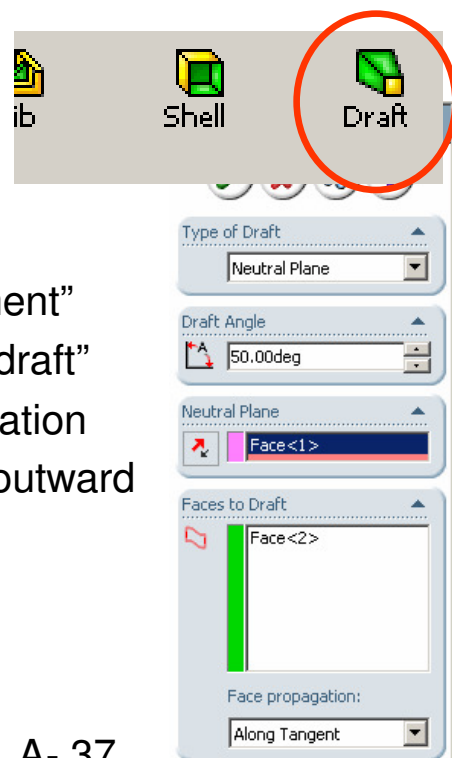 ib Shell Draft
Type of Draft
Neutral Plane
ment”
draft”
ation
outward
Draft Angle
A
50.00deg
Neutral Plane
Face<1>
Faces to Draft
Face<2>
Face propagation:
Along Tangent
A- 37